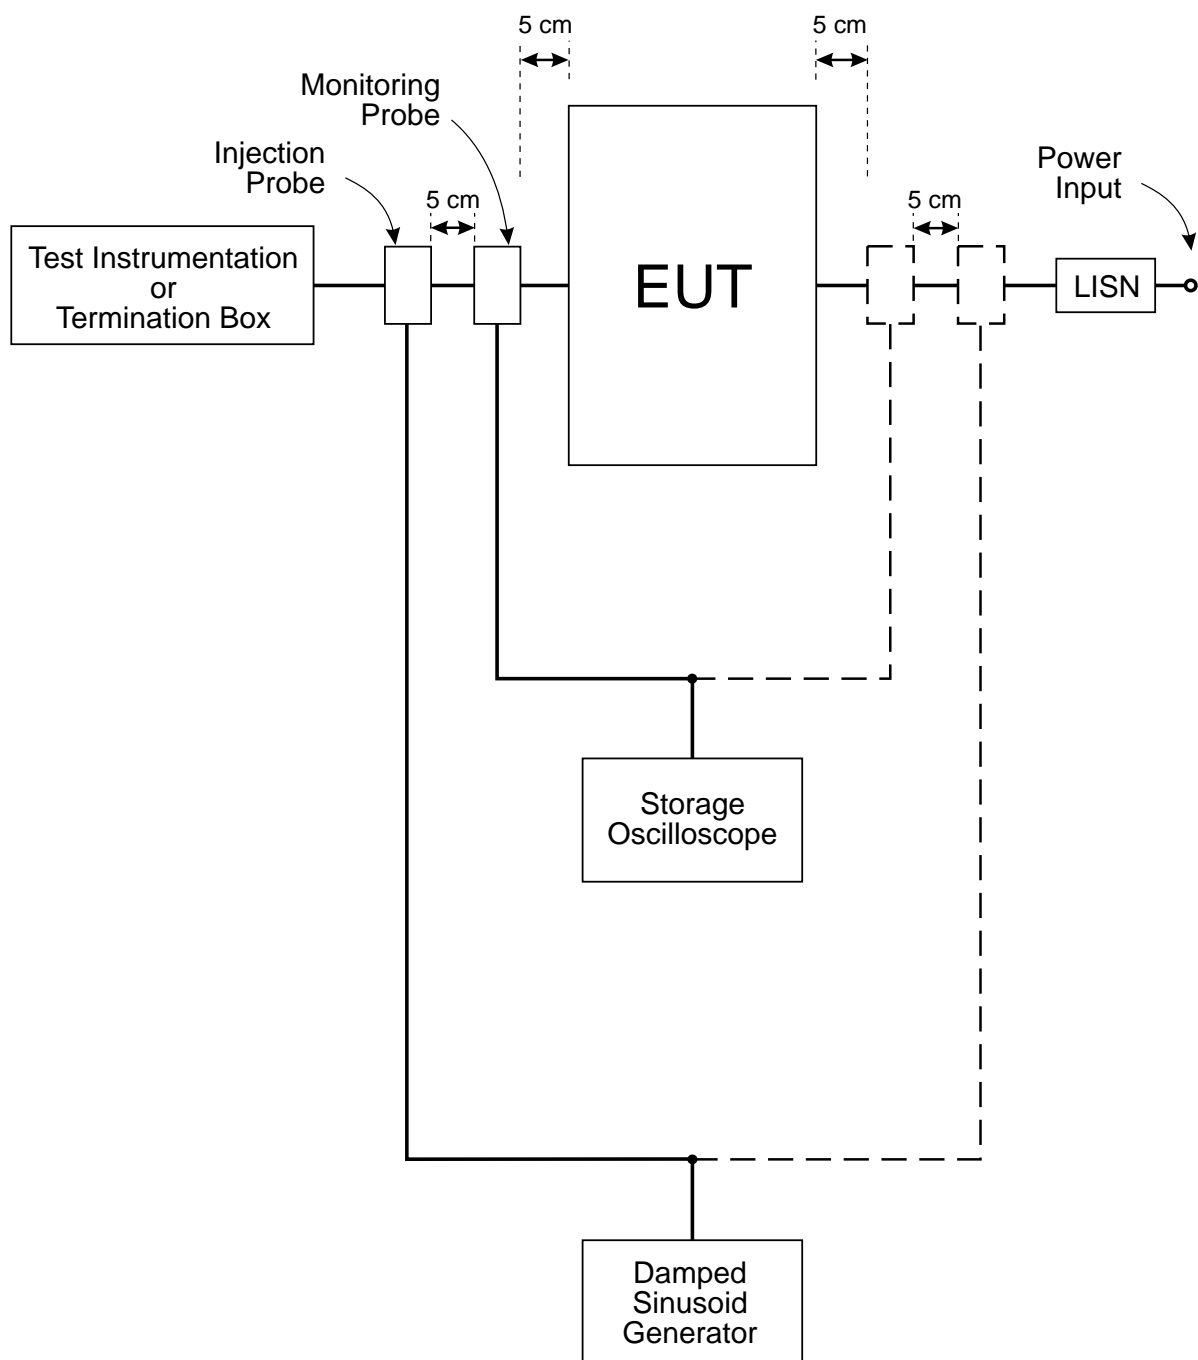 5 cm
5 cm
Monitoring
Probe
Injection
Probe
Power
Input
5 cm
5 cm
Test Instrumentation
or
Termination Box
EUT
LISN
Storage
Oscilloscope
Damped
Sinusoid
Generator